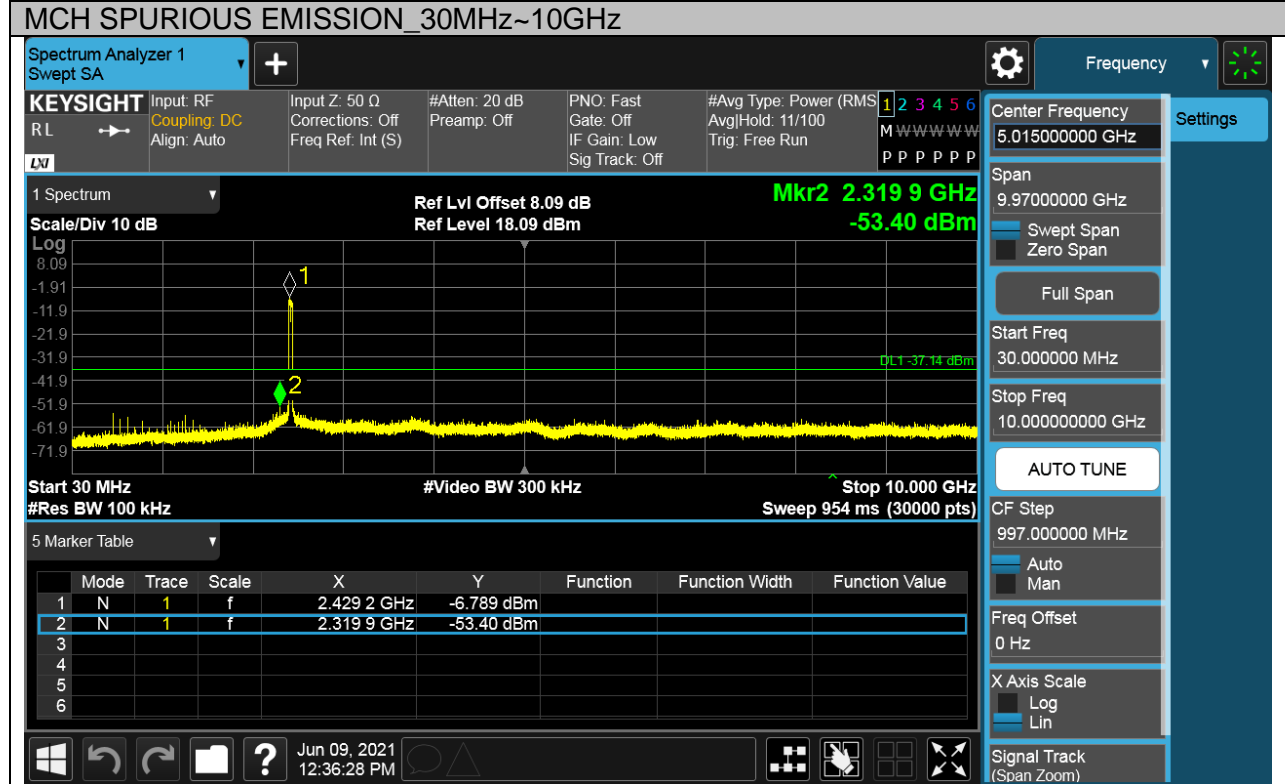 MCH SPURIOUS EMISSION_30MHz~10GHz
Spectrum Analyzer 1
Swept SA
+
Frequency
KEYSIGHT
RL
LXI
Input: RF
Coupling: DC
Align: Auto
Input Z: 50 Ω
Corrections: Off
Freq Ref: Int (S)
#Atten: 20 dB
Preamp: Off
PNO: Fast
Gate: Off
IF Gain: Low
Sig Track: Off
#Avg Type: Power (RMS
Avg|Hold: 11/100
Trig: Free Run
1 2 3 4 5 6
M W W W W W
P P P P P P
1 Spectrum
Scale/Div 10 dB
Ref Lvl Offset 8.09 dB
Ref Level 18.09 dBm
Mkr2 2.319 9 GHz
-53.40 dBm
Log
8.09
-1.91
-11.9
-21.9
-31.9
-41.9
-51.9
-61.9
-71.9
1
2
DL1 -37.14 dBm
Start 30 MHz
#Res BW 100 kHz
#Video BW 300 kHz
Stop 10.000 GHz
Sweep 954 ms (30000 pts)
5 Marker Table
Mode Trace Scale X Y Function Function Width Function Value
1 N 1 f 2.429 2 GHz -6.789 dBm
2 N 1 f 2.319 9 GHz -53.40 dBm
3
4
5
6
?
Jun 09, 2021
12:36:28 PM
Center Frequency
5.015000000 GHz
Settings
Span
9.97000000 GHz
Swept Span
Zero Span
Full Span
Start Freq
30.000000 MHz
Stop Freq
10.000000000 GHz
AUTO TUNE
CF Step
997.000000 MHz
Auto
Man
Freq Offset
0 Hz
X Axis Scale
Log
Lin
Signal Track
(Span Zoom)